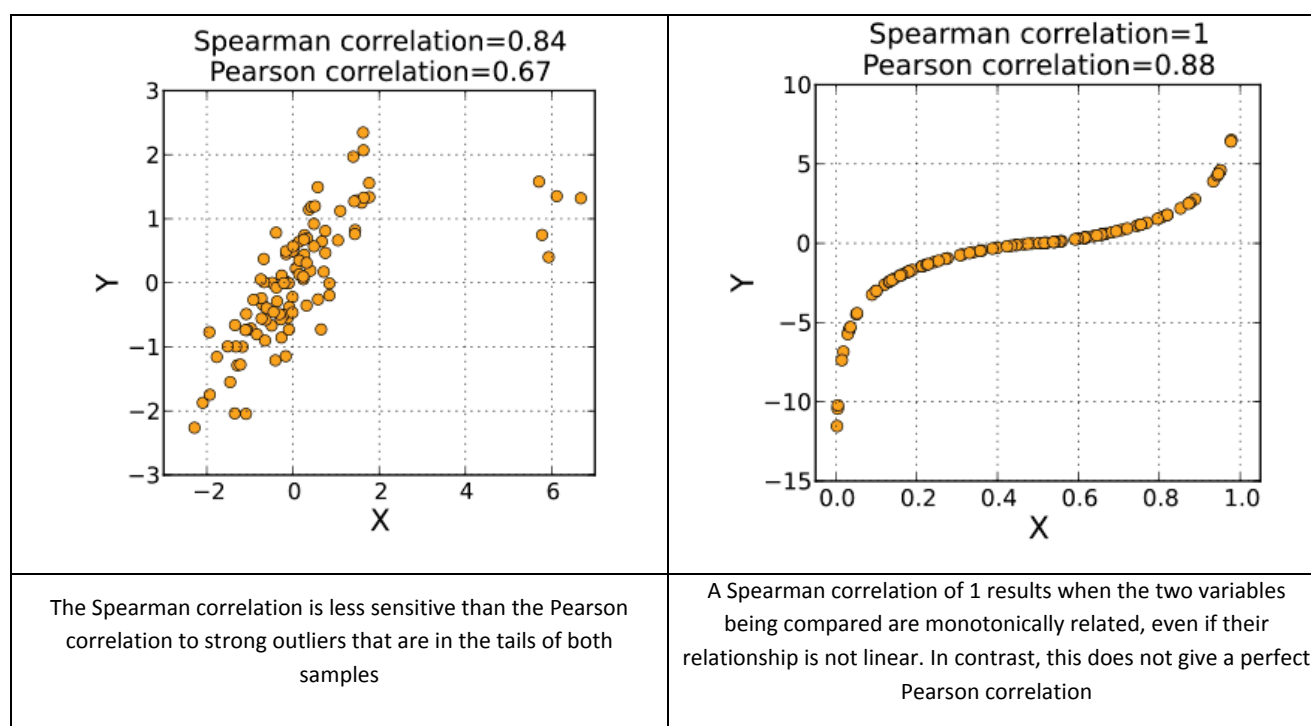 Spearman correlation=0.84
Pearson correlation=0.67
3
2
1
0
−1
−2
−3
Y
−2 0 2 4 6
X
Spearman correlation=1
Pearson correlation=0.88
10
5
0
−5
−10
−15
Y
0.0 0.2 0.4 0.6 0.8 1.0
X
The Spearman correlation is less sensitive than the Pearson
correlation to strong outliers that are in the tails of both
samples
A Spearman correlation of 1 results when the two variables
being compared are monotonically related, even if their
relationship is not linear. In contrast, this does not give a perfect
Pearson correlation